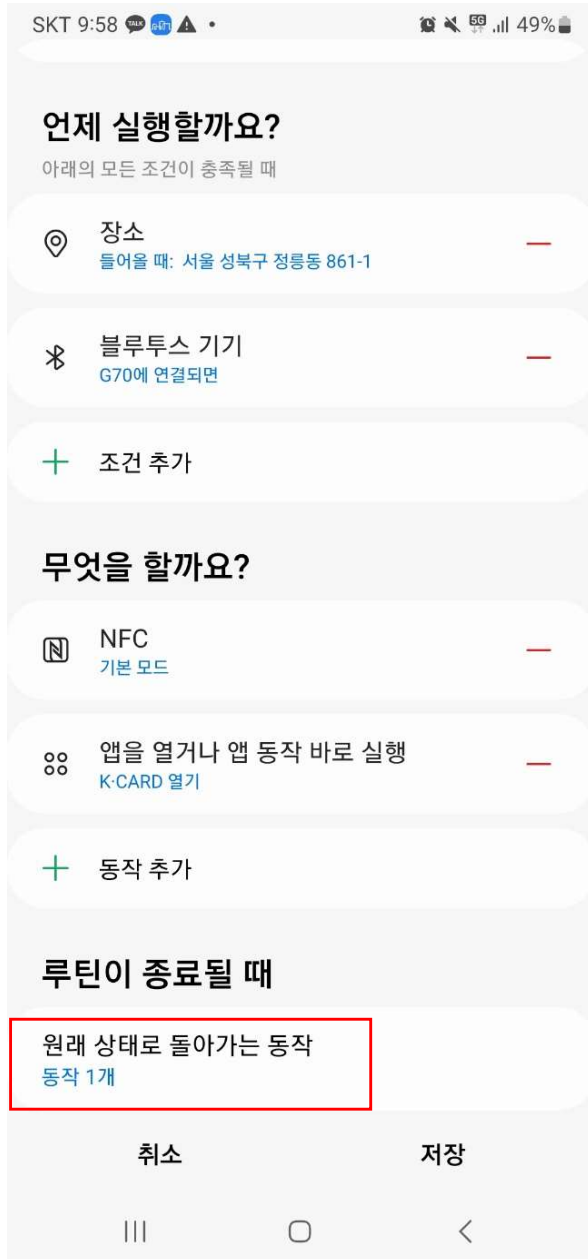 SKT 9:58 TALK 5G 49%
언제 실행할까요?
아래의 모든 조건이 충족될 때
장소
들어올 때: 서울 성북구 정릉동 861-1
블루투스 기기
G70에 연결되면
조건 추가
무엇을 할까요?
NFC
기본 모드
앱을 열거나 앱 동작 바로 실행
K·CARD 열기
동작 추가
루틴이 종료될 때
원래 상태로 돌아가는 동작
동작 1개
취소 저장